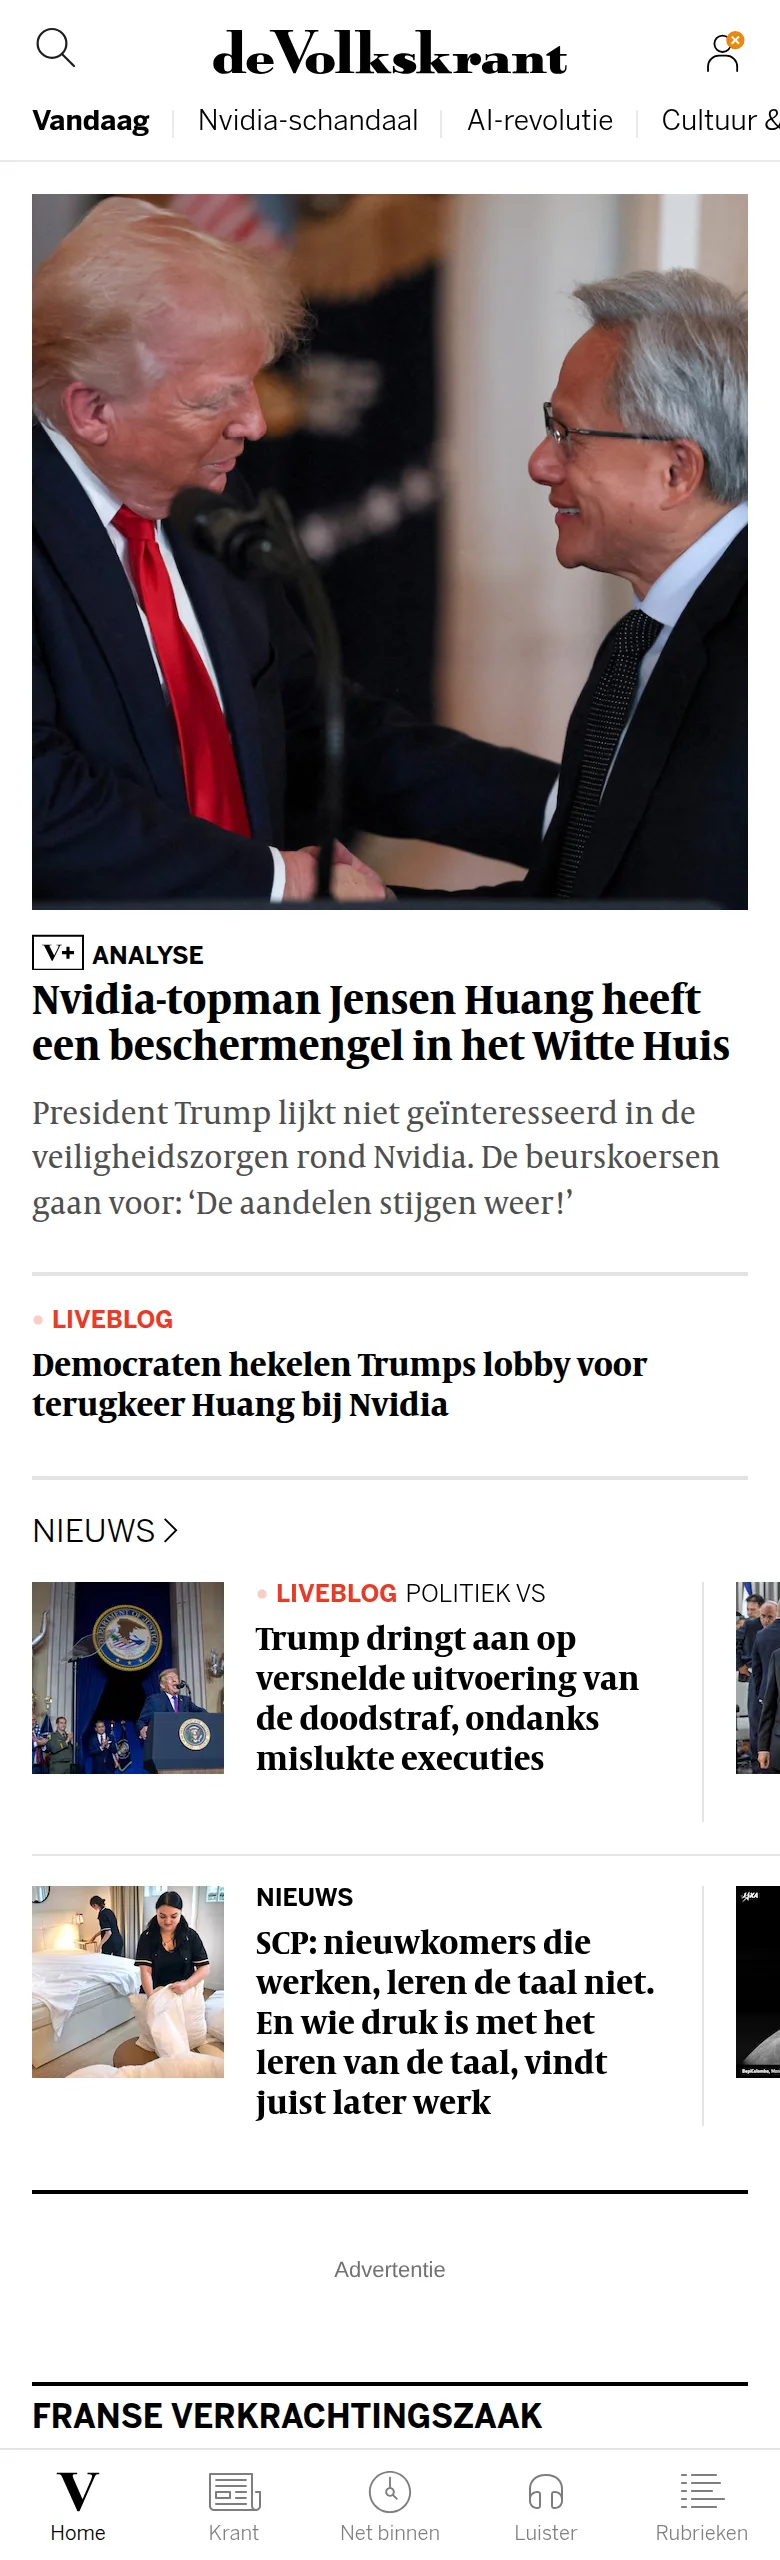 deVolkskrant
Vandaag
Nvidia-schandaal
AI-revolutie
Cultuur &
V+ ANALYSE
Nvidia-topman Jensen Huang heeft
een beschermengel in het Witte Huis
President Trump lijkt niet geïnteresseerd in de
veiligheidszorgen rond Nvidia. De beurskoersen
gaan voor: ‘De aandelen stijgen weer!’
LIVEBLOG
Democraten hekelen Trumps lobby voor
terugkeer Huang bij Nvidia
NIEUWS
LIVEBLOG POLITIEK VS
Trump dringt aan op
versnelde uitvoering van
de doodstraf, ondanks
mislukte executies
NIEUWS
SCP: nieuwkomers die
werken, leren de taal niet.
En wie druk is met het
leren van de taal, vindt
juist later werk
Advertentie
FRANSE VERKRACHTINGSZAAK
V
Home
Krant
Net binnen
Luister
Rubrieken